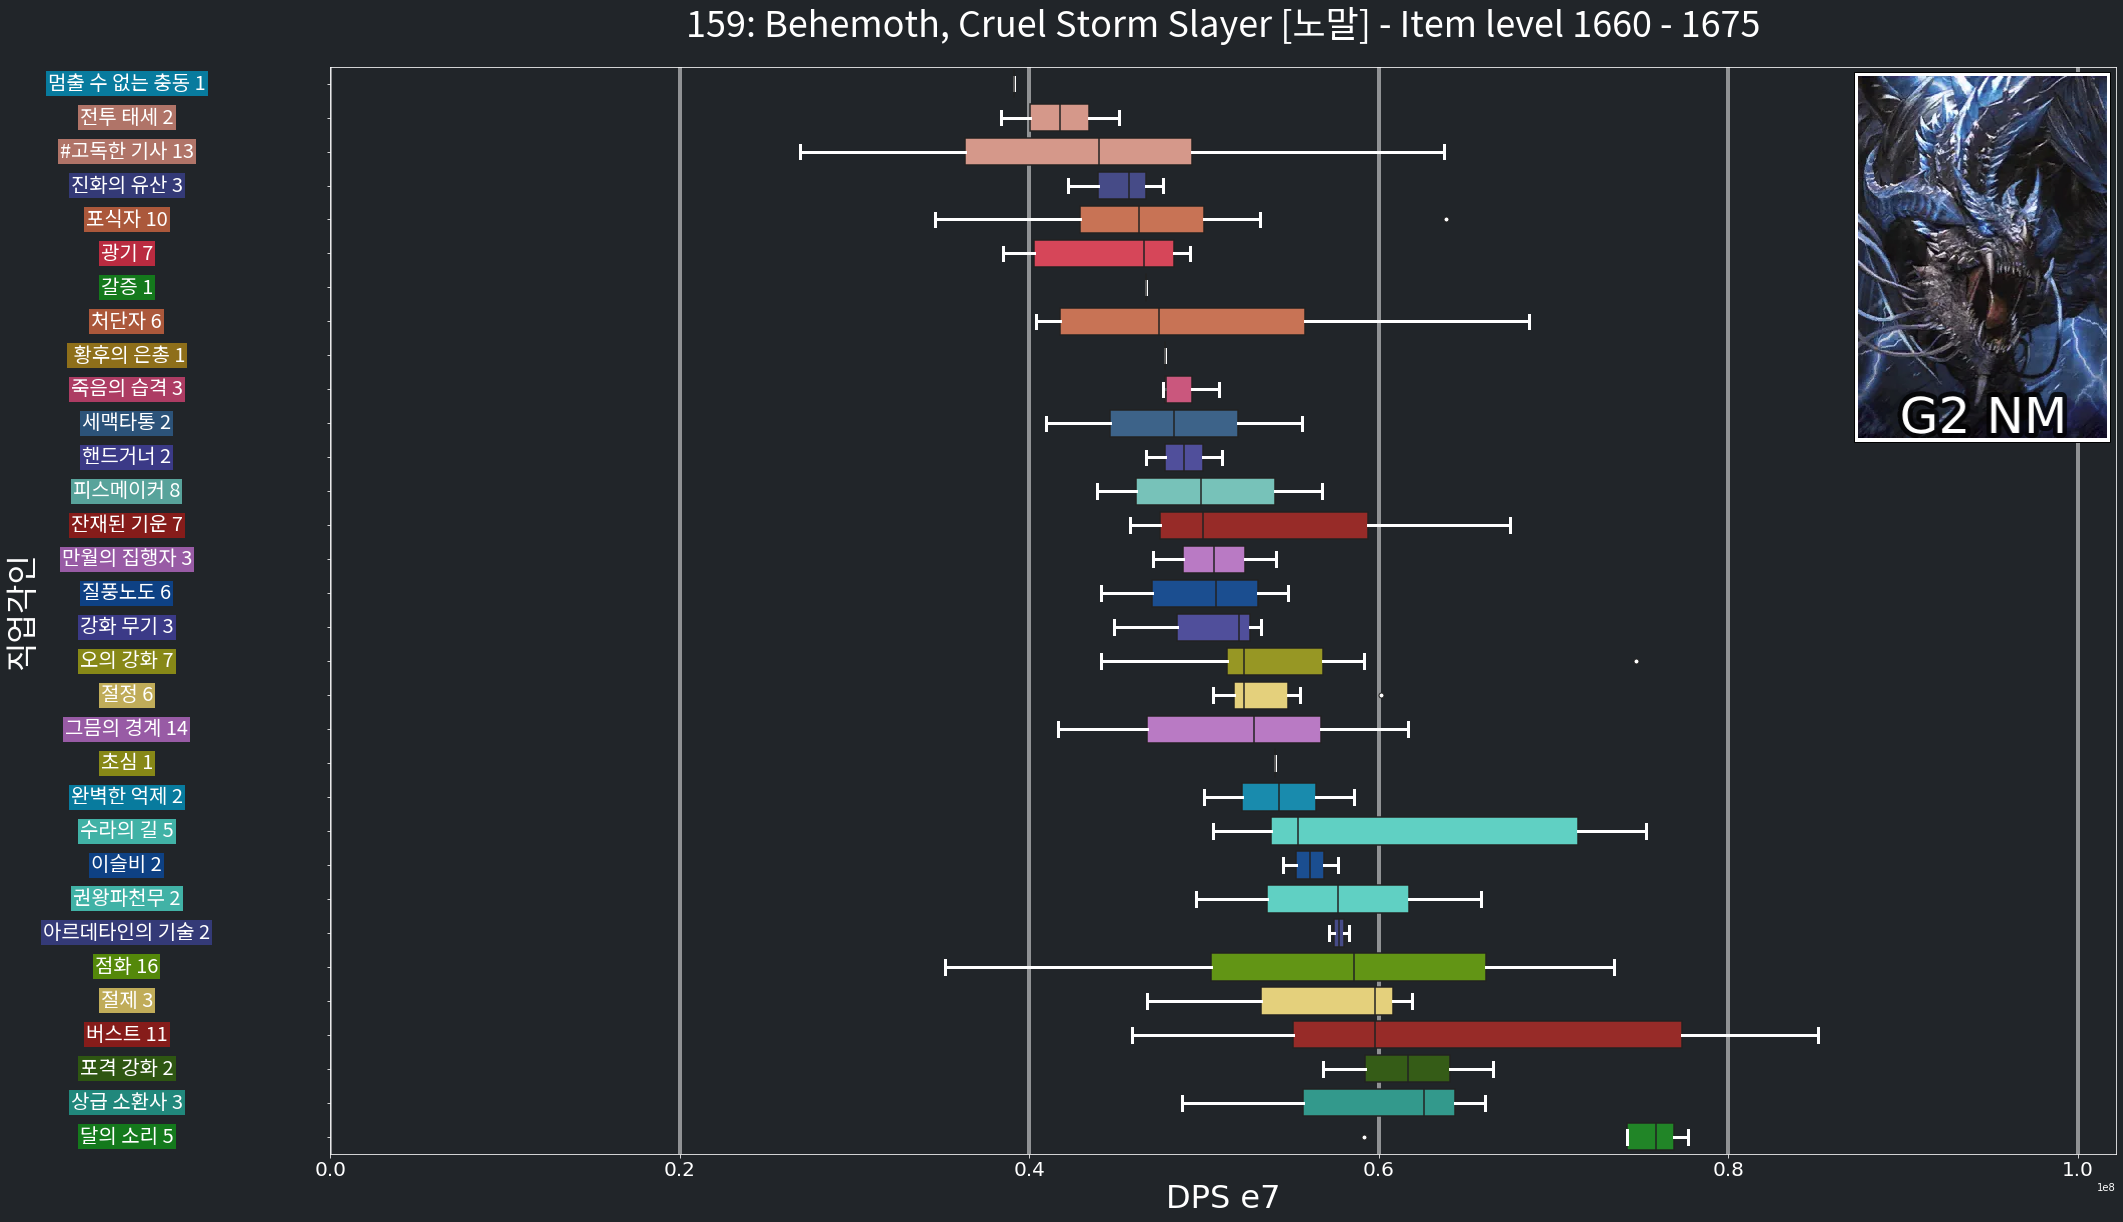 159: Behemoth, Cruel Storm Slayer [노말] - Item level 1660 - 1675
멈출 수 없는 충동 1
전투 태세 2
#고독한 기사 13
진화의 유산 3
포식자 10
광기 7
갈증 1
처단자 6
황후의 은총 1
죽음의 습격 3
세맥타통 2
핸드거너 2
피스메이커 8
잔재된 기운 7
만월의 집행자 3
질풍노도 6
강화 무기 3
오의 강화 7
절정 6
그믐의 경계 14
초심 1
완벽한 억제 2
수라의 길 5
이슬비 2
권왕파천무 2
아르데타인의 기술 2
점화 16
절제 3
버스트 11
포격 강화 2
상급 소환사 3
달의 소리 5
직업각인
G2 NM
0.0 0.2 0.4 0.6 0.8 1.0
1e8
DPS e7